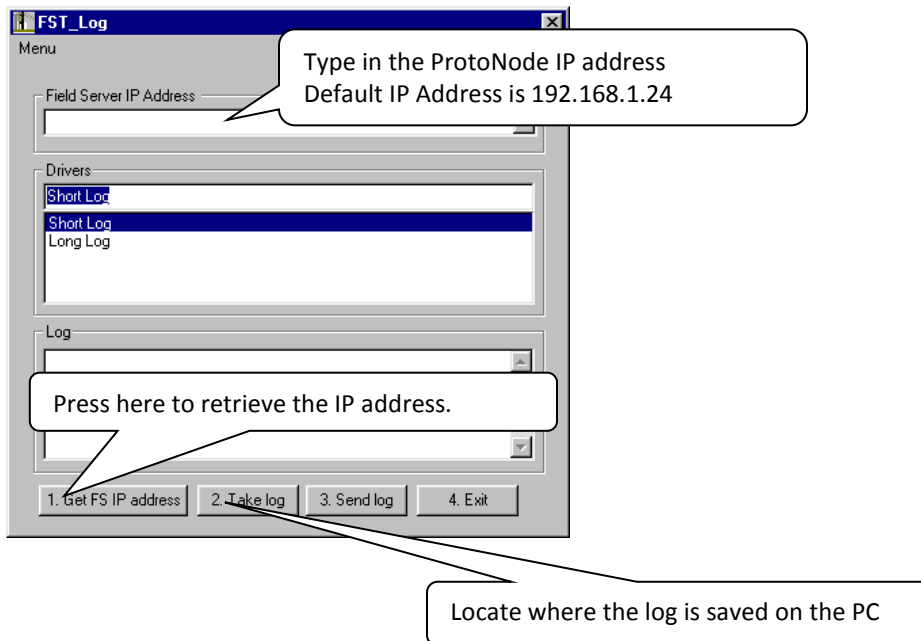 FST_Log
Menu
Type in the ProtoNode IP address
Default IP Address is 192.168.1.24
Field Server IP Address
Drivers
Short Log
Short Log
Long Log
Log
Press here to retrieve the IP address.
1. Get FS IP address
2. Take log
3. Send log
4. Exit
Locate where the log is saved on the PC